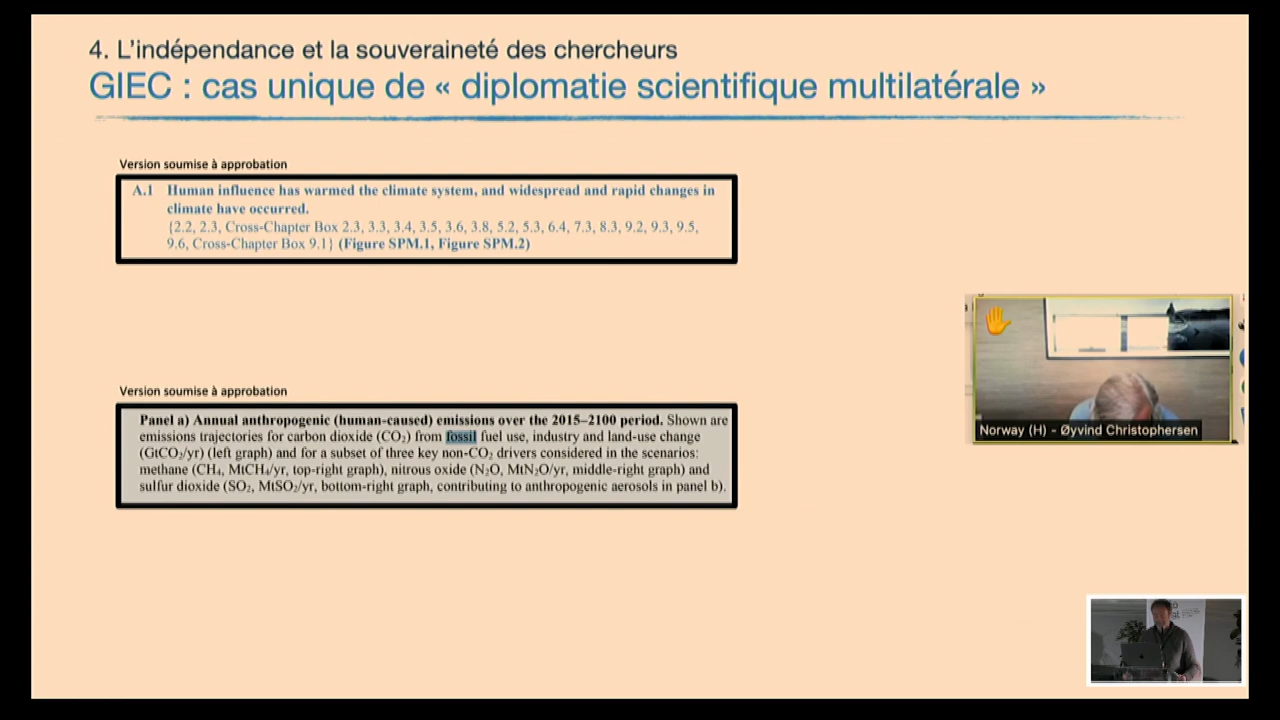 4. L’indépendance et la souveraineté des chercheurs
GIEC : cas unique de « diplomatie scientifique multilatérale »
Version soumise à approbation
A.1 Human influence has warmed the climate system, and widespread and rapid changes in
climate have occurred.
{2.2, 2.3, Cross-Chapter Box 2.3, 3.3, 3.4, 3.5, 3.6, 3.8, 5.2, 5.3, 6.4, 7.3, 8.3, 9.2, 9.3, 9.5,
9.6, Cross-Chapter Box 9.1} (Figure SPM.1, Figure SPM.2)
Norway (H) - Øyvind Christophersen
Version soumise à approbation
Panel a) Annual anthropogenic (human-caused) emissions over the 2015–2100 period. Shown are
emissions trajectories for carbon dioxide (CO₂) from fossil fuel use, industry and land-use change
(GtCO₂/yr) (left graph) and for a subset of three key non-CO₂ drivers considered in the scenarios:
methane (CH₄, MtCH₄/yr, top-right graph), nitrous oxide (N₂O, MtN₂O/yr, middle-right graph) and
sulfur dioxide (SO₂, MtSO₂/yr, bottom-right graph, contributing to anthropogenic aerosols in panel b).